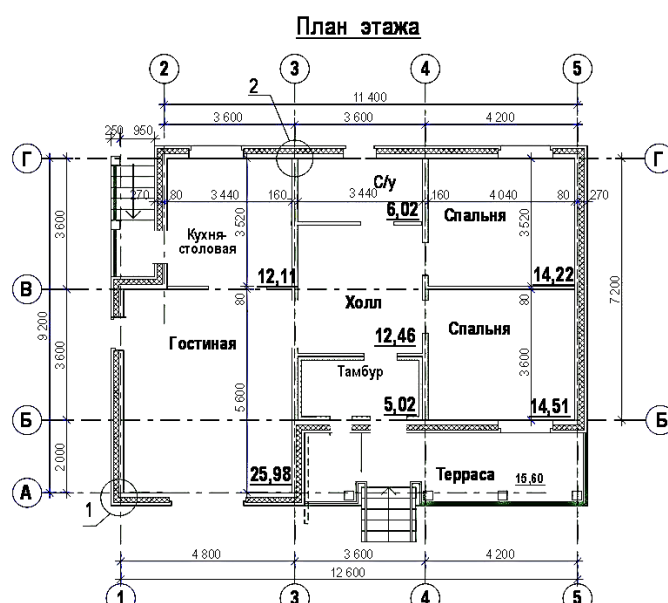 План этажа
2 3 4 5
2
11 400
3 600 3 600 4 200
250 950
Г Г
270 80 3 440 160 3 440 160 4 040 80 270
С/у
6,02
Спальня
Кухня-
столовая
3 600
3 520
3 520
12,11
14,22
В
80
80
Холл
Гостиная
Спальня
12,46
9 200
7 200
3 600
3 600
Тамбур
5,02
14,51
Б Б
5 600
2 000
25,98
Терраса 15,60
А
1
4 800 3 600 4 200
12 600
1 3 4 5